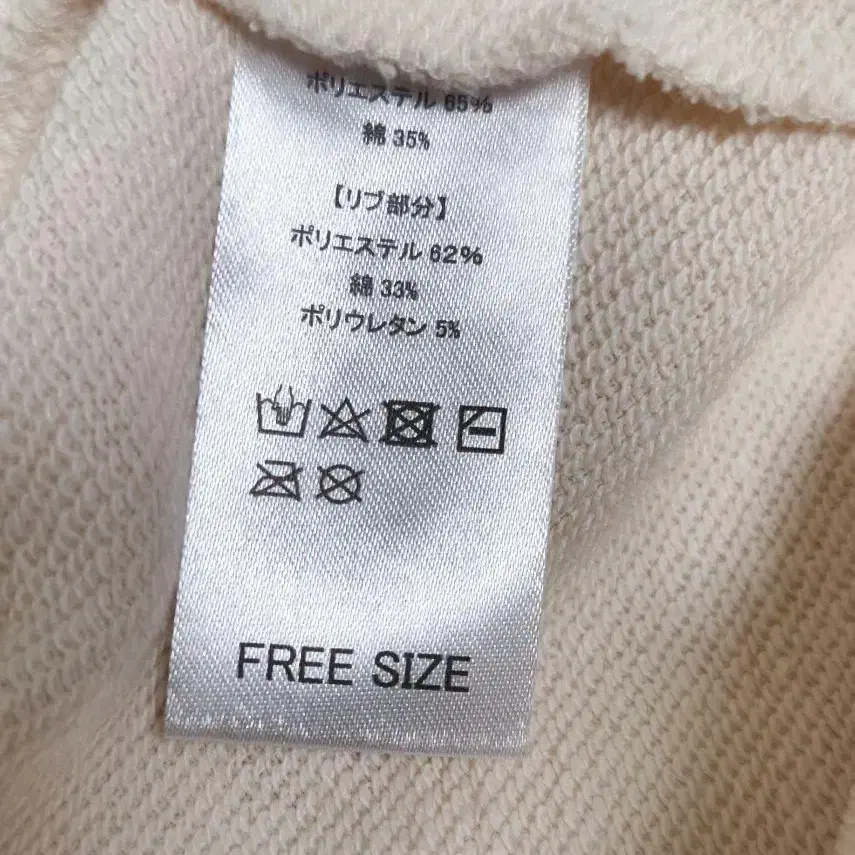 ポリエステル 65%
綿 35%
【リブ部分】
ポリエステル 62%
綿 33%
ポリウレタン 5%
FREE SIZE